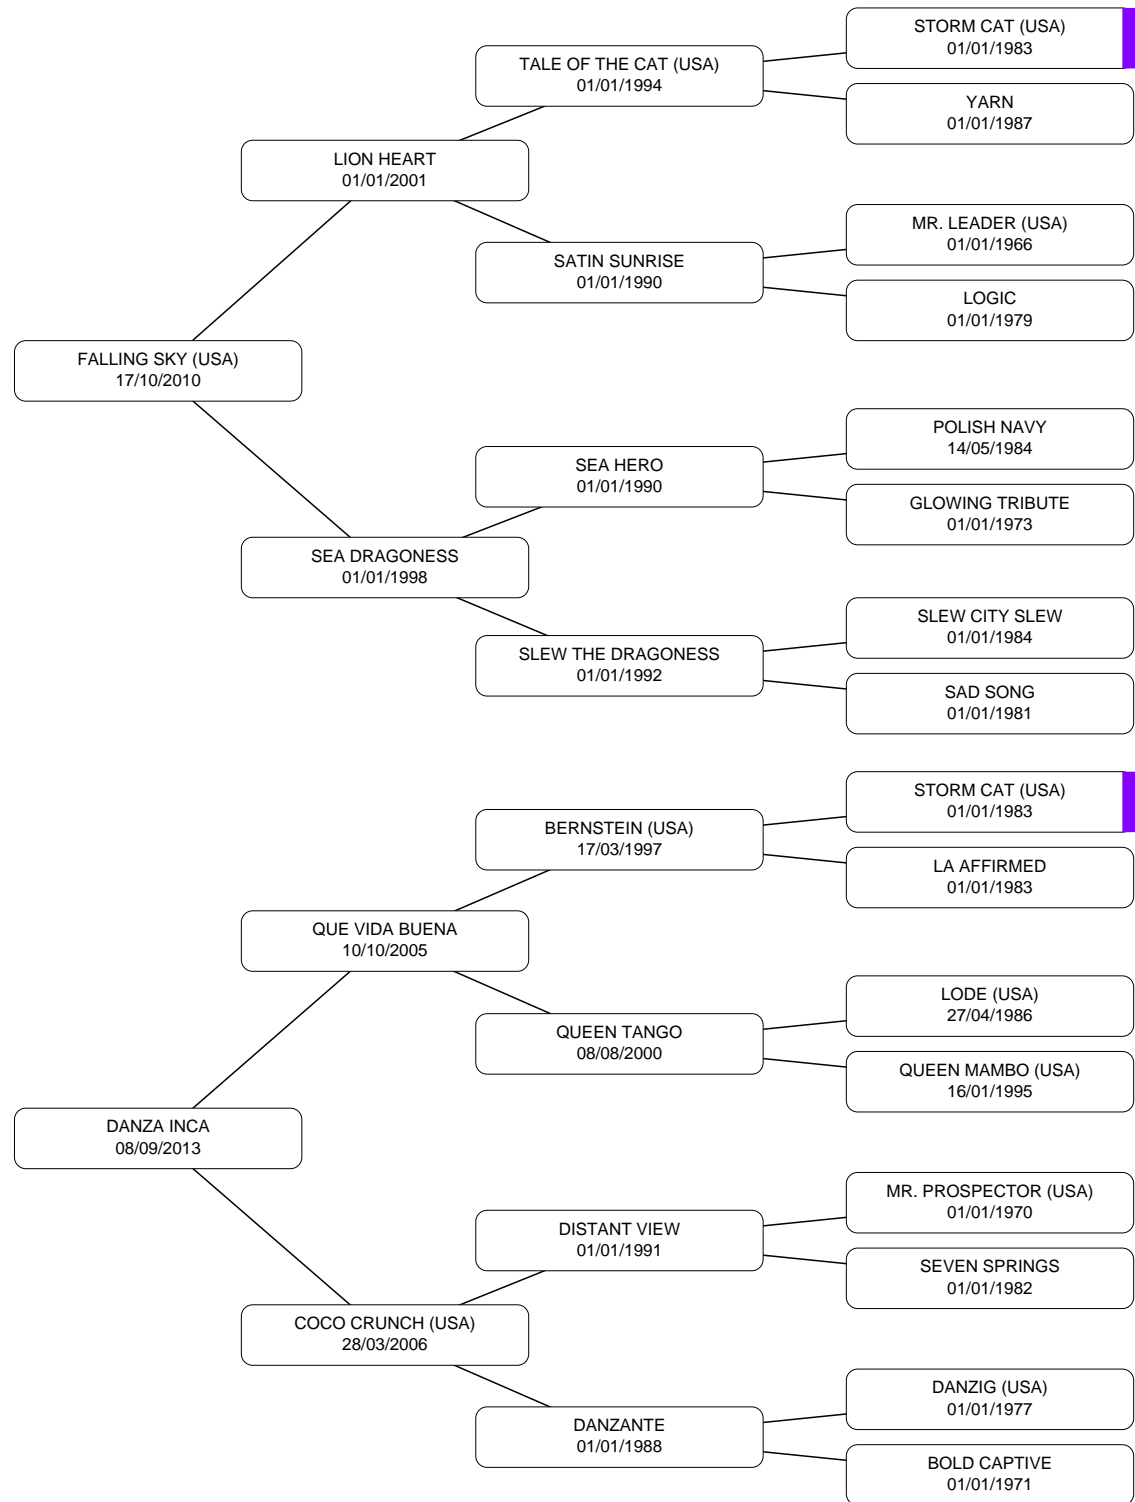 STORM CAT (USA)
01/01/1983
TALE OF THE CAT (USA)
01/01/1994
YARN
01/01/1987
LION HEART
01/01/2001
MR. LEADER (USA)
01/01/1966
SATIN SUNRISE
01/01/1990
LOGIC
01/01/1979
FALLING SKY (USA)
17/10/2010
POLISH NAVY
14/05/1984
SEA HERO
01/01/1990
GLOWING TRIBUTE
01/01/1973
SEA DRAGONESS
01/01/1998
SLEW CITY SLEW
01/01/1984
SLEW THE DRAGONESS
01/01/1992
SAD SONG
01/01/1981
STORM CAT (USA)
01/01/1983
BERNSTEIN (USA)
17/03/1997
LA AFFIRMED
01/01/1983
QUE VIDA BUENA
10/10/2005
LODE (USA)
27/04/1986
QUEEN TANGO
08/08/2000
QUEEN MAMBO (USA)
16/01/1995
DANZA INCA
08/09/2013
MR. PROSPECTOR (USA)
01/01/1970
DISTANT VIEW
01/01/1991
SEVEN SPRINGS
01/01/1982
COCO CRUNCH (USA)
28/03/2006
DANZIG (USA)
01/01/1977
DANZANTE
01/01/1988
BOLD CAPTIVE
01/01/1971